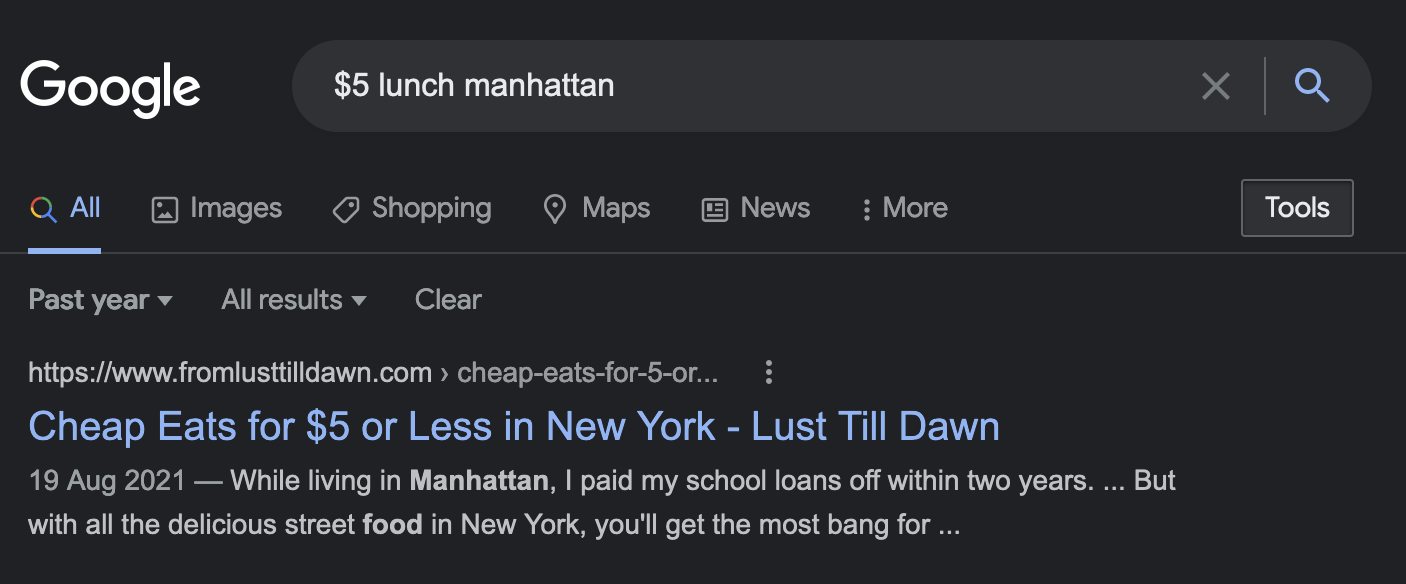 Google
$5 lunch manhattan
All Images Shopping Maps News More Tools
Past year All results Clear
https://www.fromlusttilldawn.com › cheap-eats-for-5-or...
Cheap Eats for $5 or Less in New York - Lust Till Dawn
19 Aug 2021 — While living in Manhattan, I paid my school loans off within two years. ... But
with all the delicious street food in New York, you'll get the most bang for ...